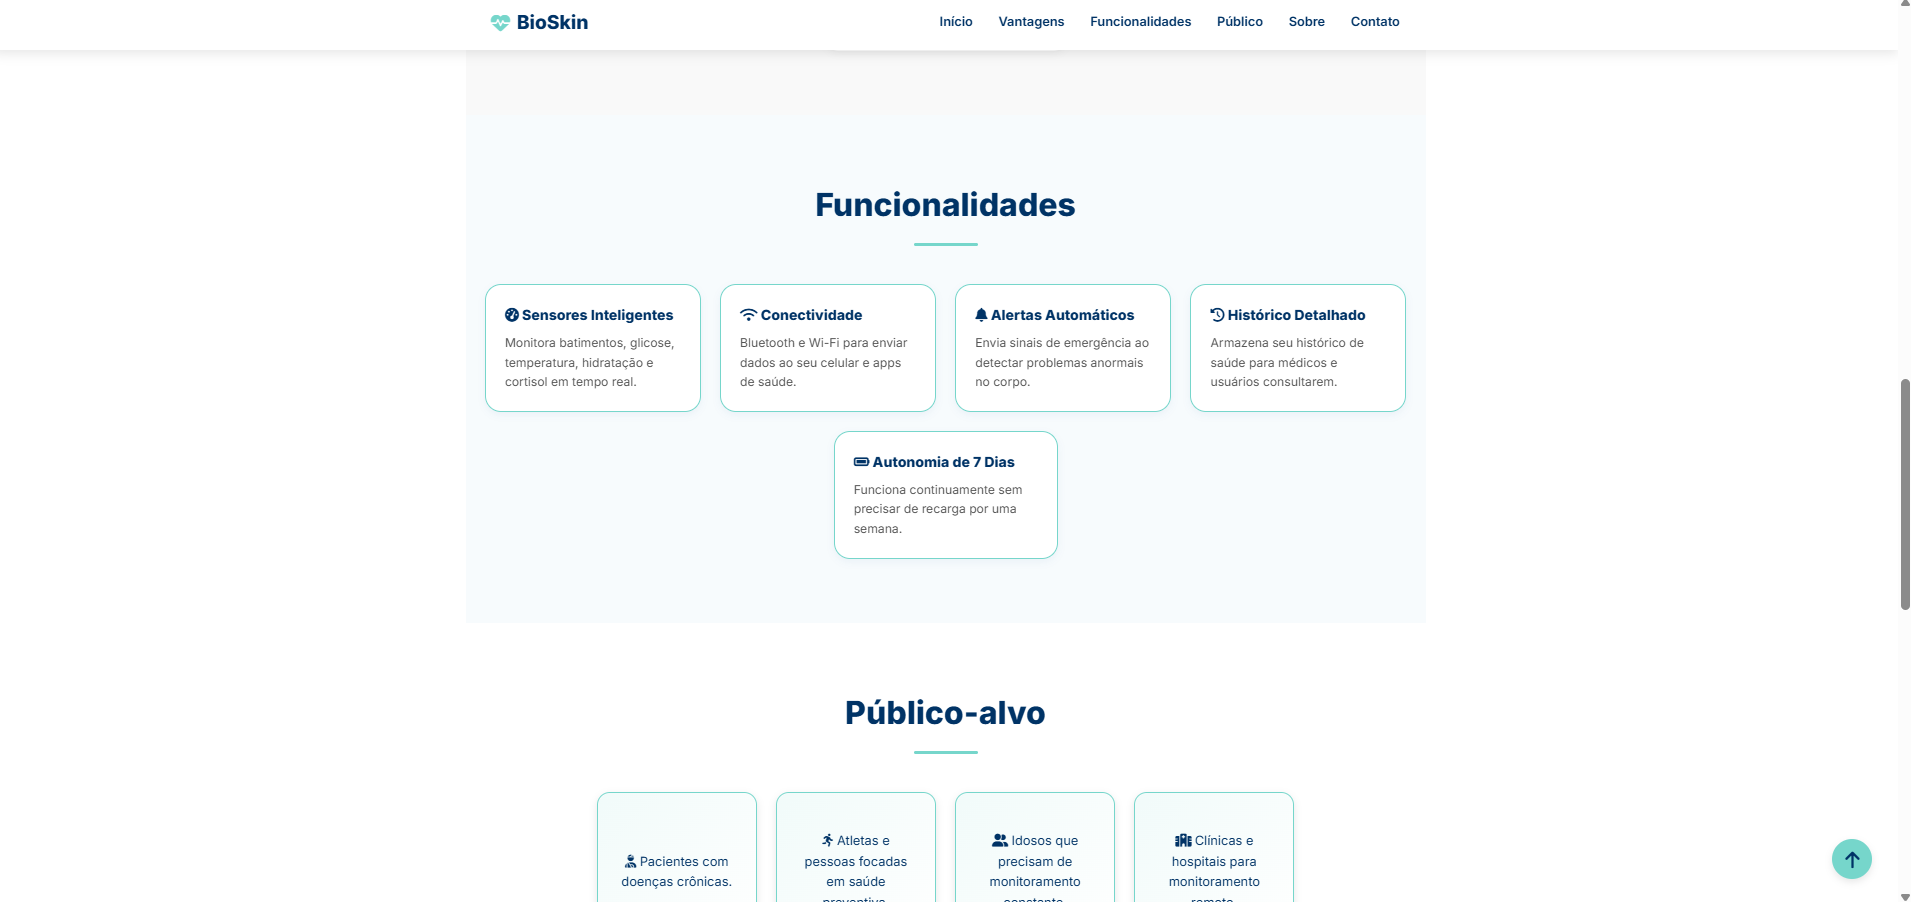 BioSkin
Início Vantagens Funcionalidades Público Sobre Contato
Funcionalidades
Sensores Inteligentes
Monitora batimentos, glicose,
temperatura, hidratação e
cortisol em tempo real.
Conectividade
Bluetooth e Wi-Fi para enviar
dados ao seu celular e apps
de saúde.
Alertas Automáticos
Envia sinais de emergência ao
detectar problemas anormais
no corpo.
Histórico Detalhado
Armazena seu histórico de
saúde para médicos e
usuários consultarem.
Autonomia de 7 Dias
Funciona continuamente sem
precisar de recarga por uma
semana.
Público-alvo
Pacientes com
doenças crônicas.
Atletas e
pessoas focadas
em saúde
preventiva.
Idosos que
precisam de
monitoramento
constante.
Clínicas e
hospitais para
monitoramento
remoto.